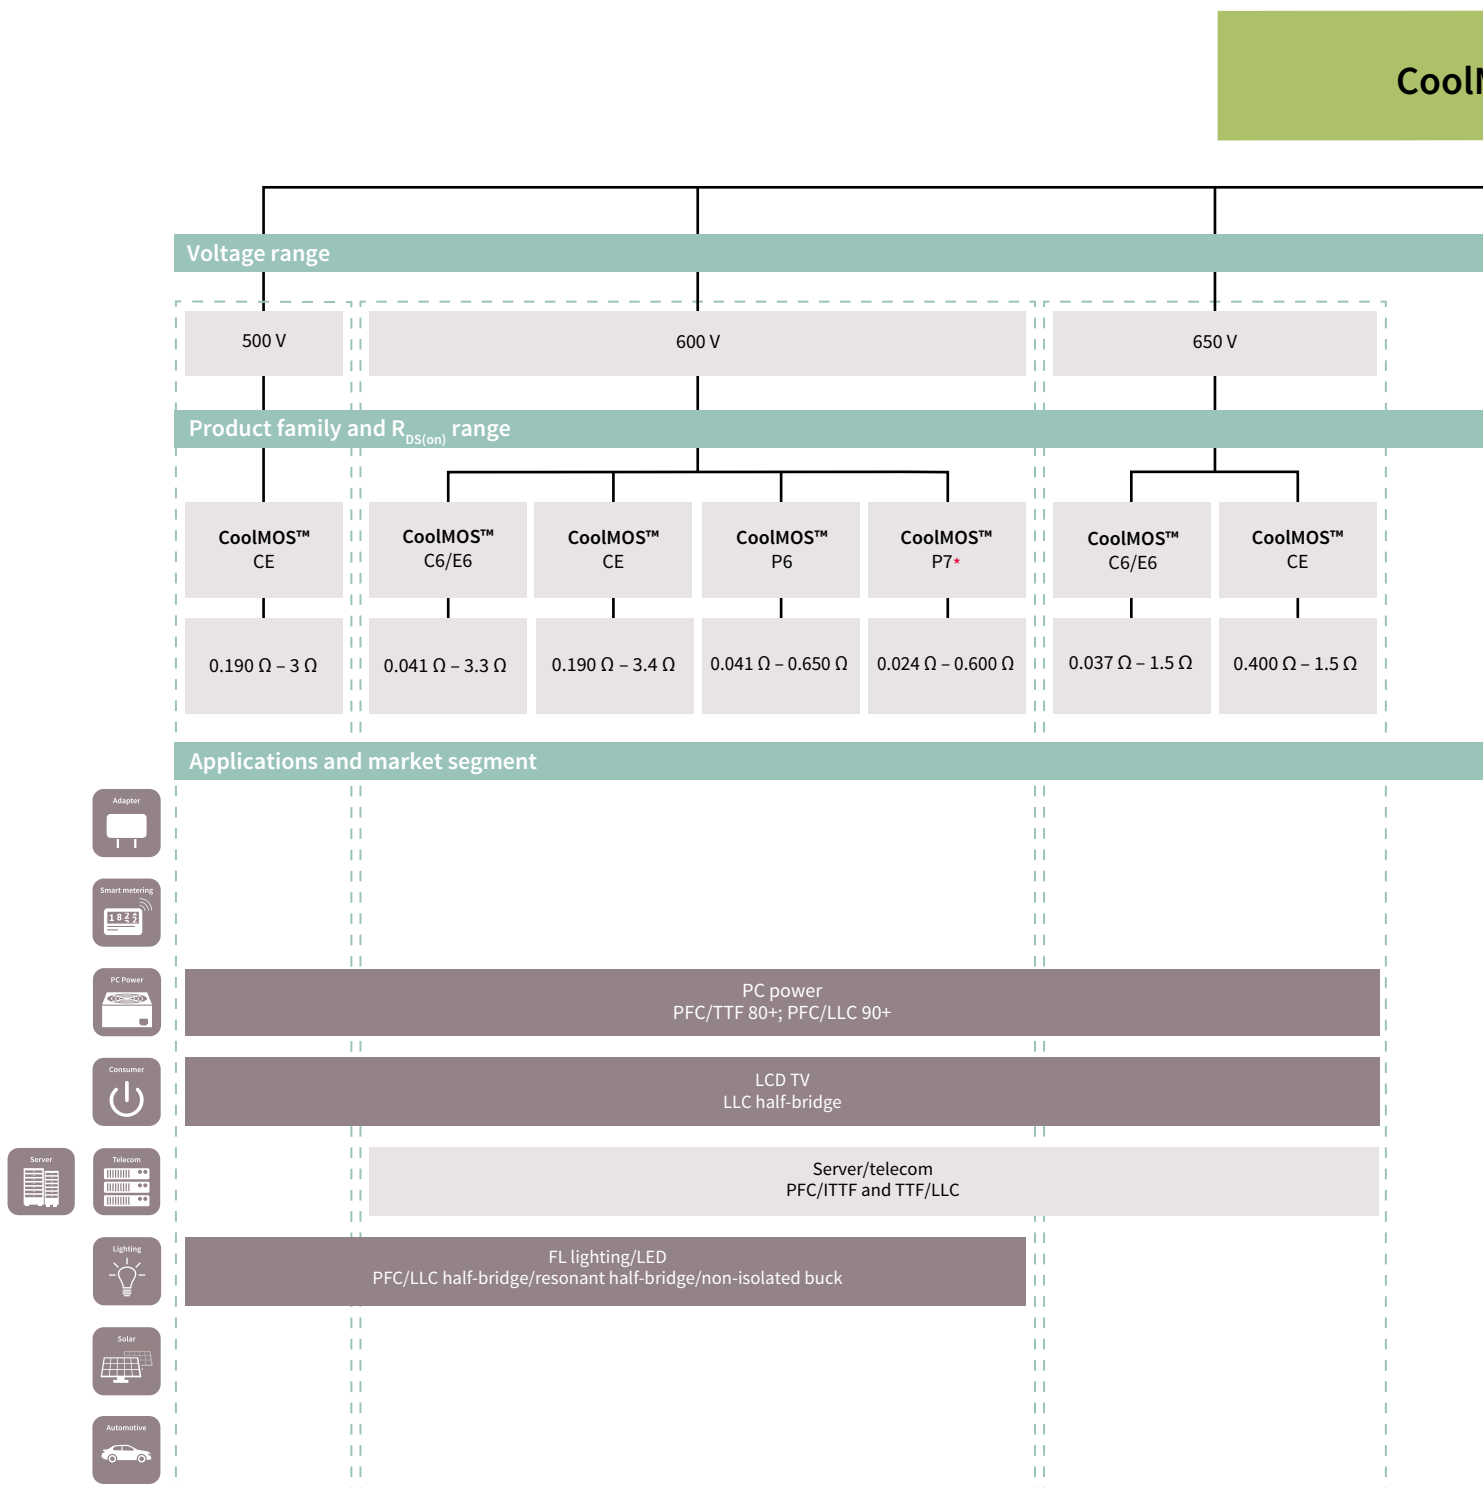 CoolM
Voltage range
500 V
600 V
650 V
Product family and RDS(on) range
CoolMOS™
CE
CoolMOS™
C6/E6
CoolMOS™
CE
CoolMOS™
P6
CoolMOS™
P7*
CoolMOS™
C6/E6
CoolMOS™
CE
0.190 Ω – 3 Ω
0.041 Ω – 3.3 Ω
0.190 Ω – 3.4 Ω
0.041 Ω – 0.650 Ω
0.024 Ω – 0.600 Ω
0.037 Ω – 1.5 Ω
0.400 Ω – 1.5 Ω
Applications and market segment
Adapter
Smart metering
PC Power
PC power
PFC/TTF 80+; PFC/LLC 90+
Consumer
LCD TV
LLC half-bridge
Server
Telecom
Server/telecom
PFC/ITTF and TTF/LLC
Lighting
FL lighting/LED
PFC/LLC half-bridge/resonant half-bridge/non-isolated buck
Solar
Automotive